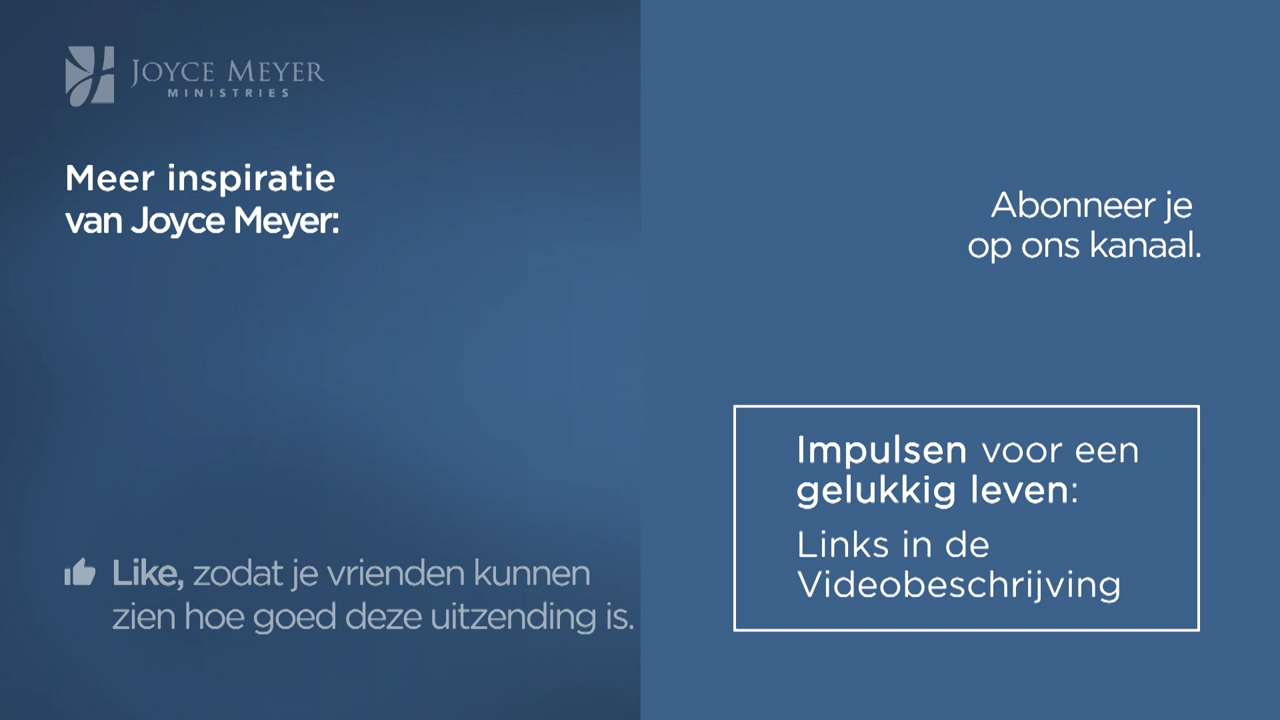 JOYCE MEYER
MINISTRIES
Meer inspiratie
van Joyce Meyer:
Like, zodat je vrienden kunnen
zien hoe goed deze uitzending is.
Abonneer je
op ons kanaal.
Impulsen voor een
gelukkig leven:
Links in de
Videobeschrijving